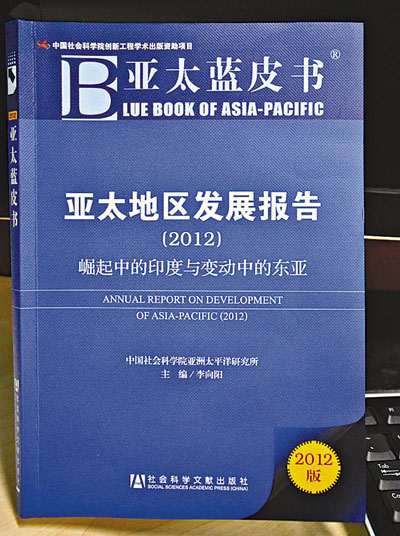 中国社会科学院创新工程学术出版资助项目
亚太蓝皮书®
BLUE BOOK OF ASIA-PACIFIC
亚太地区发展报告
(2012)
崛起中的印度与变动中的东亚
ANNUAL REPORT ON DEVELOPMENT
OF ASIA-PACIFIC (2012)
中国社会科学院亚洲太平洋研究所
主 编/李向阳
2012
版
社会科学文献出版社
SOCIAL SCIENCES ACADEMIC PRESS (CHINA)
2012
亚太蓝皮书